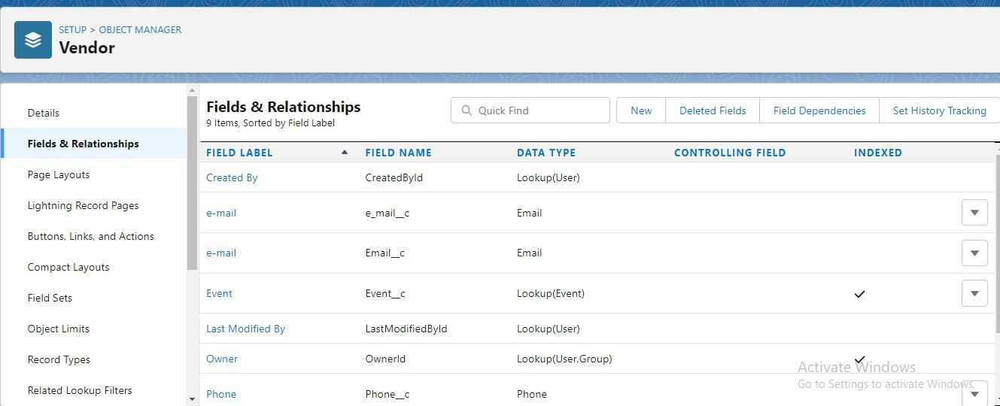 SETUP > OBJECT MANAGER
Vendor
Details
Fields & Relationships
Page Layouts
Lightning Record Pages
Buttons, Links, and Actions
Compact Layouts
Field Sets
Object Limits
Record Types
Related Lookup Filters
Fields & Relationships
9 Items, Sorted by Field Label
Quick Find
New
Deleted Fields
Field Dependencies
Set History Tracking
FIELD LABEL FIELD NAME DATA TYPE CONTROLLING FIELD INDEXED
Created By CreatedById Lookup(User)
e-mail e_mail__c Email
e-mail Email__c Email
Event Event__c Lookup(Event)
Last Modified By LastModifiedById Lookup(User)
Owner OwnerId Lookup(User,Group)
Phone Phone__c Phone
Activate Windows
Go to Settings to activate Windows.